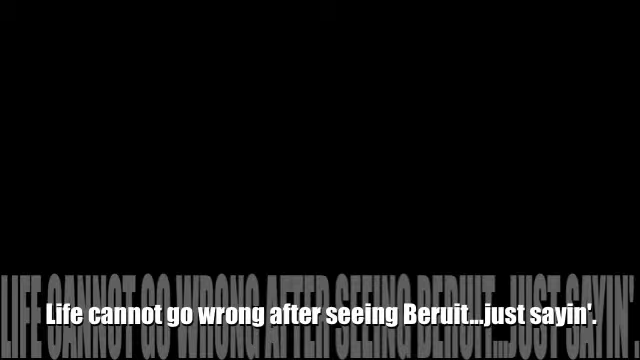 LIFE CANNOT GO WRONG AFTER SEEING BERUIT...JUST SAYIN'.
Life cannot go wrong after seeing Beruit...just sayin'.